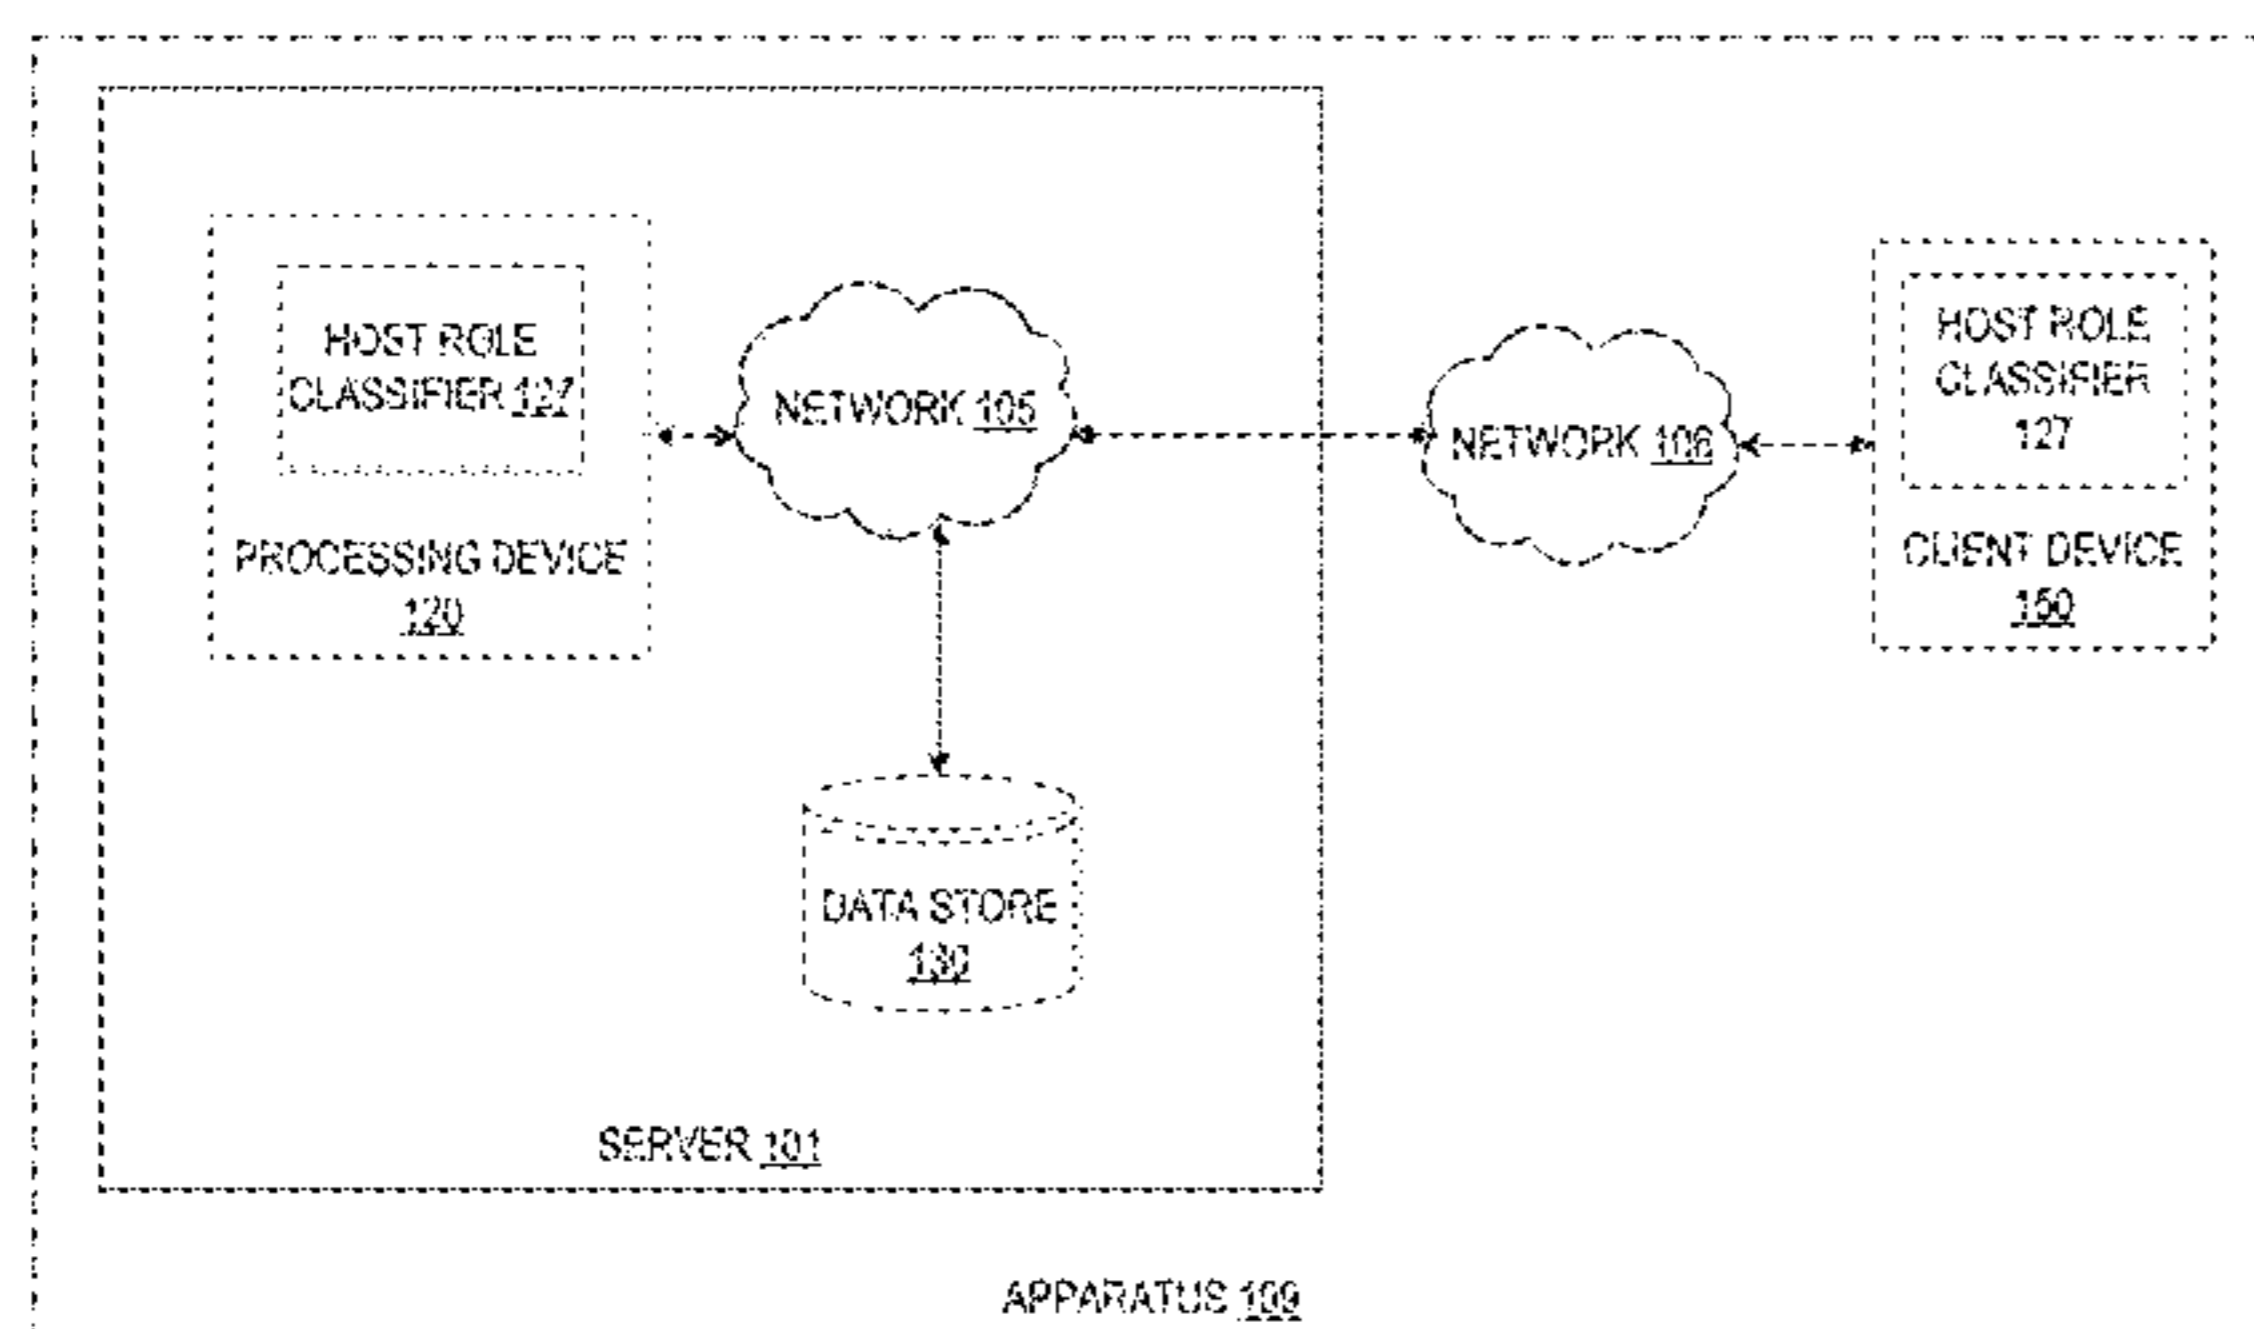 HOST ROLE
CLASSIFIER 127
PROCESSING DEVICE
120
NETWORK 105
DATA STORE
130
SERVER 101
NETWORK 106
HOST ROLE
CLASSIFIER
127
CLIENT DEVICE
150
APPARATUS 109